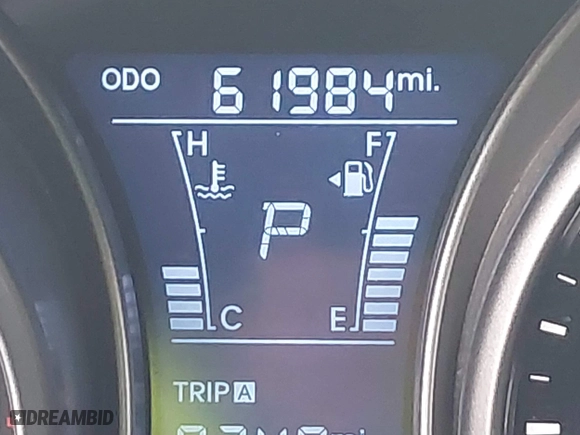 ODO 61984 mi.
H F
P
C E
TRIP A
DREAMBID